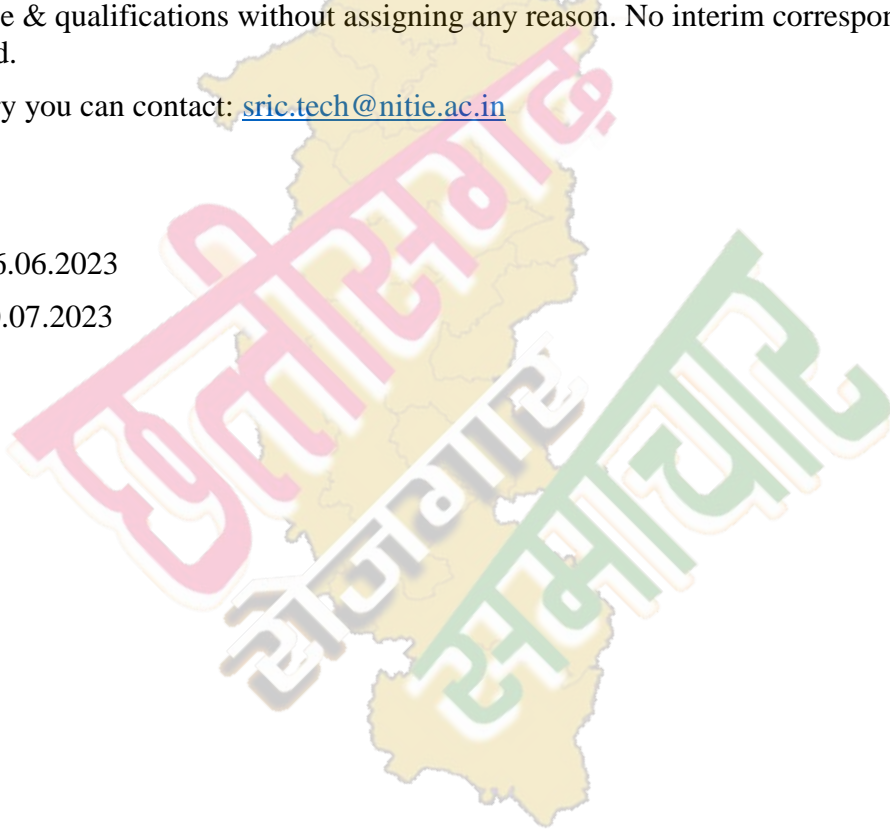 e & qualifications without assigning any reason. No interim correspon
d.
y you can contact: sric.tech@nitie.ac.in
6.06.2023
.07.2023
छत्तीसगढ़
रोजगार
समाचार